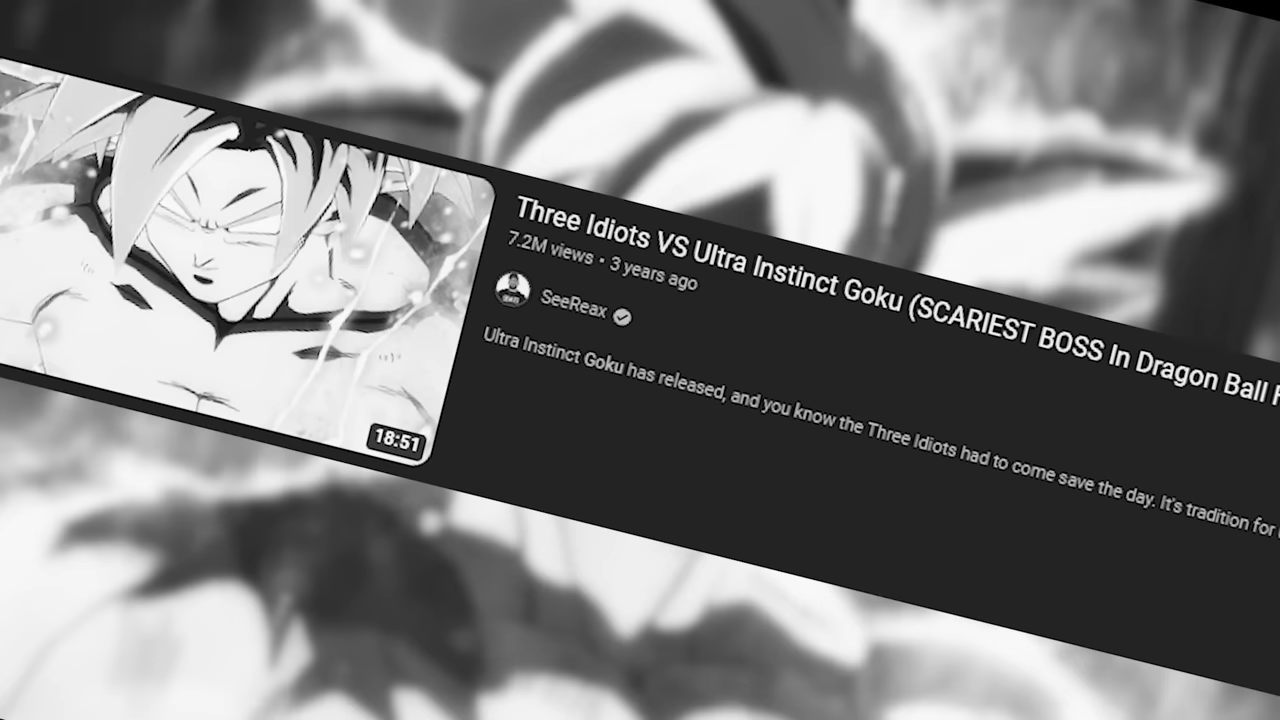 Three Idiots VS Ultra Instinct Goku (SCARIEST BOSS In Dragon Ball
7.2M views • 3 years ago
SeeReax
Ultra Instinct Goku has released, and you know the Three Idiots had to come save the day. It's tradition for
18:51